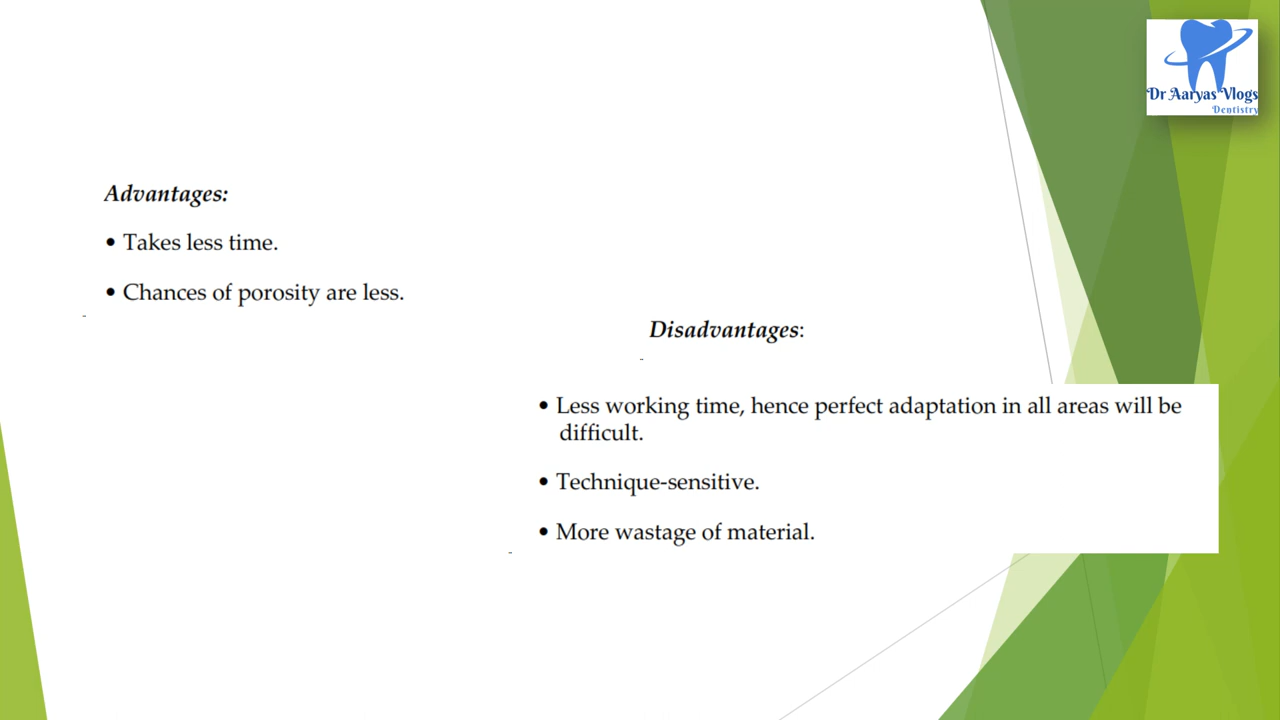 Dr Aaryas Vlogs
Dentistry
Advantages:
• Takes less time.
• Chances of porosity are less.
Disadvantages:
• Less working time, hence perfect adaptation in all areas will be
difficult.
• Technique-sensitive.
• More wastage of material.